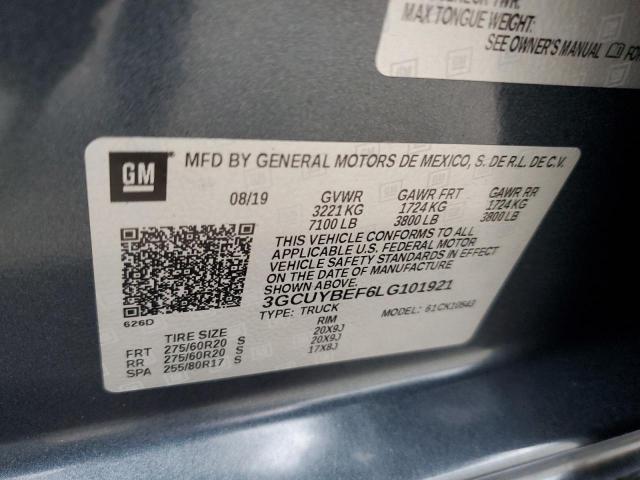 MAX TONGUE WEIGHT:
SEE OWNER'S MANUAL FOR
GM MFD BY GENERAL MOTORS DE MEXICO, S. DE R.L. DE C.V.
08/19 GVWR GAWR FRT GAWR RR
3221 KG 1724 KG 1724 KG
7100 LB 3800 LB 3800 LB
THIS VEHICLE CONFORMS TO ALL
APPLICABLE U.S. FEDERAL MOTOR
VEHICLE SAFETY STANDARDS IN EFFECT
ON THE DATE OF MANUFACTURE
SHOWN ABOVE.
3GCUYBEF6LG101921
TYPE: TRUCK MODEL: 61CK10543
626D
TIRE SIZE RIM
FRT 275/60R20 S 20X9J
RR 275/60R20 S 20X9J
SPA 255/80R17 S 17X8J